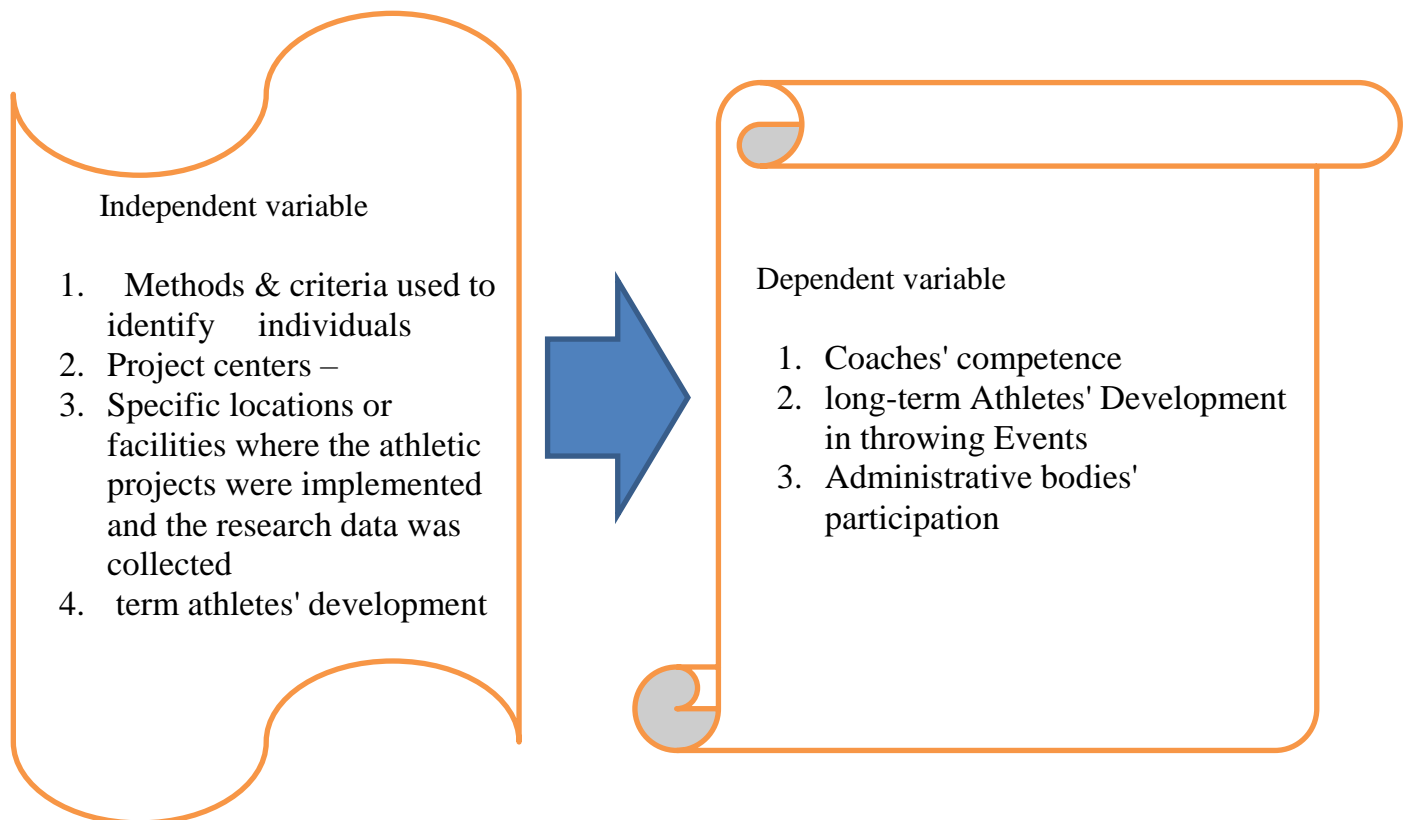 Independent variable
1. Methods & criteria used to
identify individuals
2. Project centers –
3. Specific locations or
facilities where the athletic
projects were implemented
and the research data was
collected
4. term athletes' development
Dependent variable
1. Coaches' competence
2. long-term Athletes' Development
in throwing Events
3. Administrative bodies'
participation